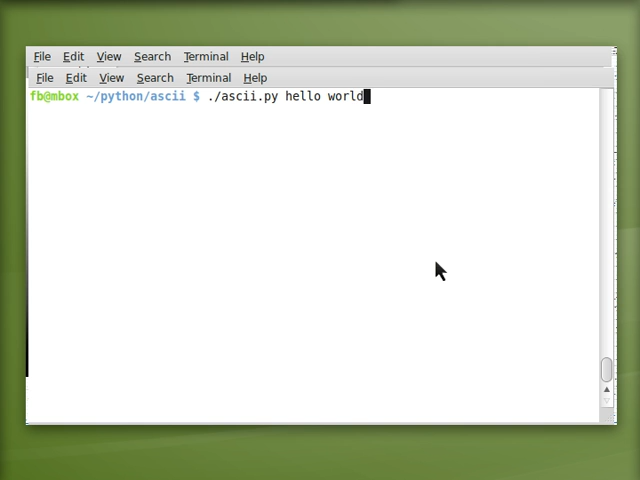 File Edit View Search Terminal Help
File Edit View Search Terminal Help
fb@mbox ~/python/ascii $ ./ascii.py hello world